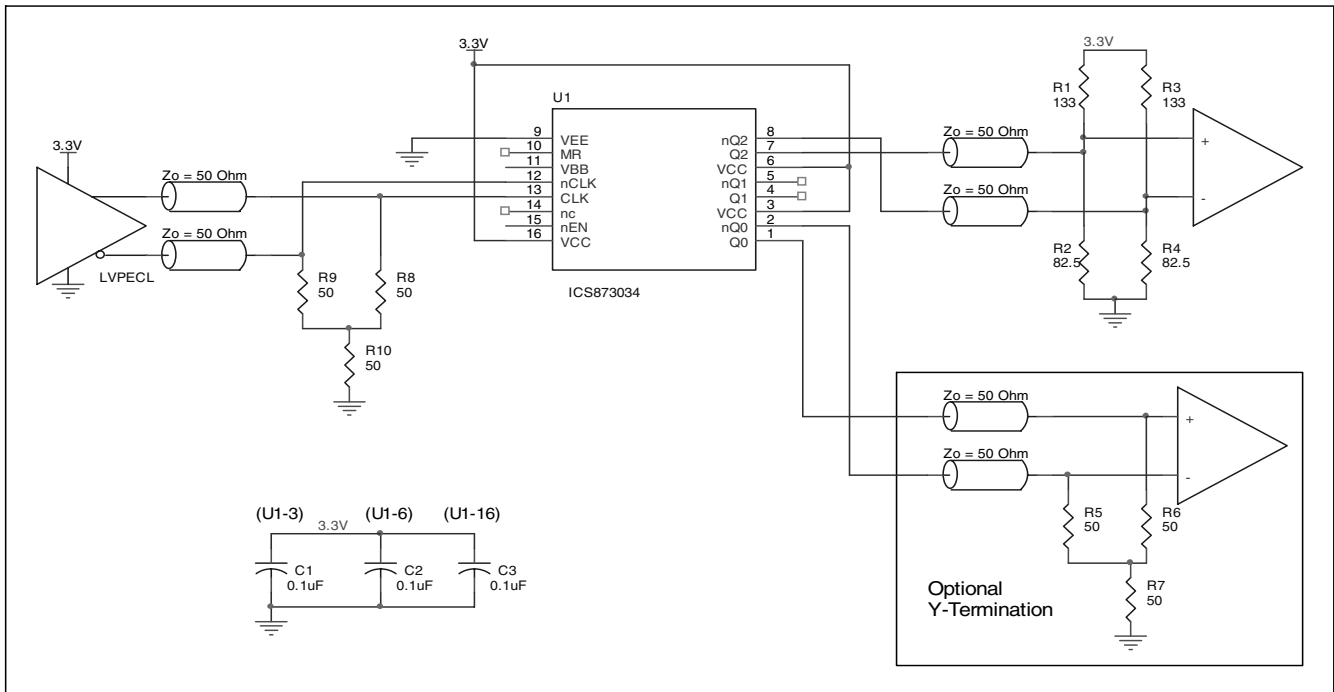 3.3V
3.3V
U1
R1
133
R3
133
+
-
3.3V
Zo = 50 Ohm
Zo = 50 Ohm
LVPECL
9
10
11
12
13
14
15
16
VEE
MR
VBB
nCLK
CLK
nc
nEN
VCC
nQ2
Q2
VCC
nQ1
Q1
VCC
nQ0
Q0
8
7
6
5
4
3
2
1
ICS873034
Zo = 50 Ohm
Zo = 50 Ohm
R2
82.5
R4
82.5
R9
50
R8
50
R10
50
Zo = 50 Ohm
Zo = 50 Ohm
+
-
R5
50
R6
50
R7
50
Optional
Y-Termination
(U1-3)
(U1-6)
(U1-16)
3.3V
C1
0.1uF
C2
0.1uF
C3
0.1uF